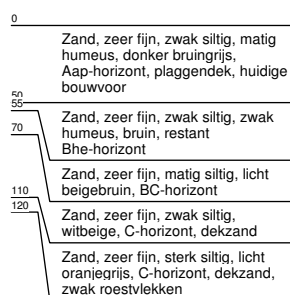 0
Zand, zeer fijn, zwak siltig, matig
humeus, donker bruingrijs,
Aap-horizont, plaggendek, huidige
bouwvoor
50
55
Zand, zeer fijn, zwak siltig, zwak
humeus, bruin, restant
Bhe-horizont
70
Zand, zeer fijn, matig siltig, licht
beigebruin, BC-horizont
110
Zand, zeer fijn, zwak siltig,
witbeige, C-horizont, dekzand
120
Zand, zeer fijn, sterk siltig, licht
oranjegrijs, C-horizont, dekzand,
zwak roestvlekken